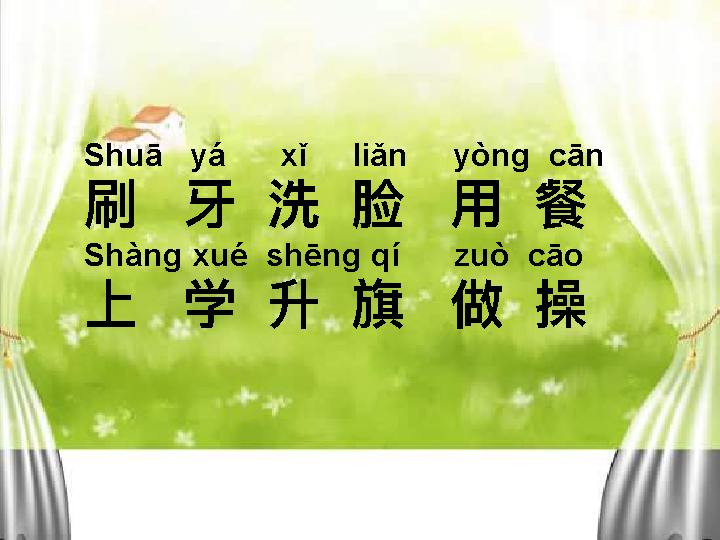 Shuā yá xǐ liǎn yòng cān
刷 牙 洗 脸 用 餐
Shàng xué shēng qí zuò cāo
上 学 升 旗 做 操